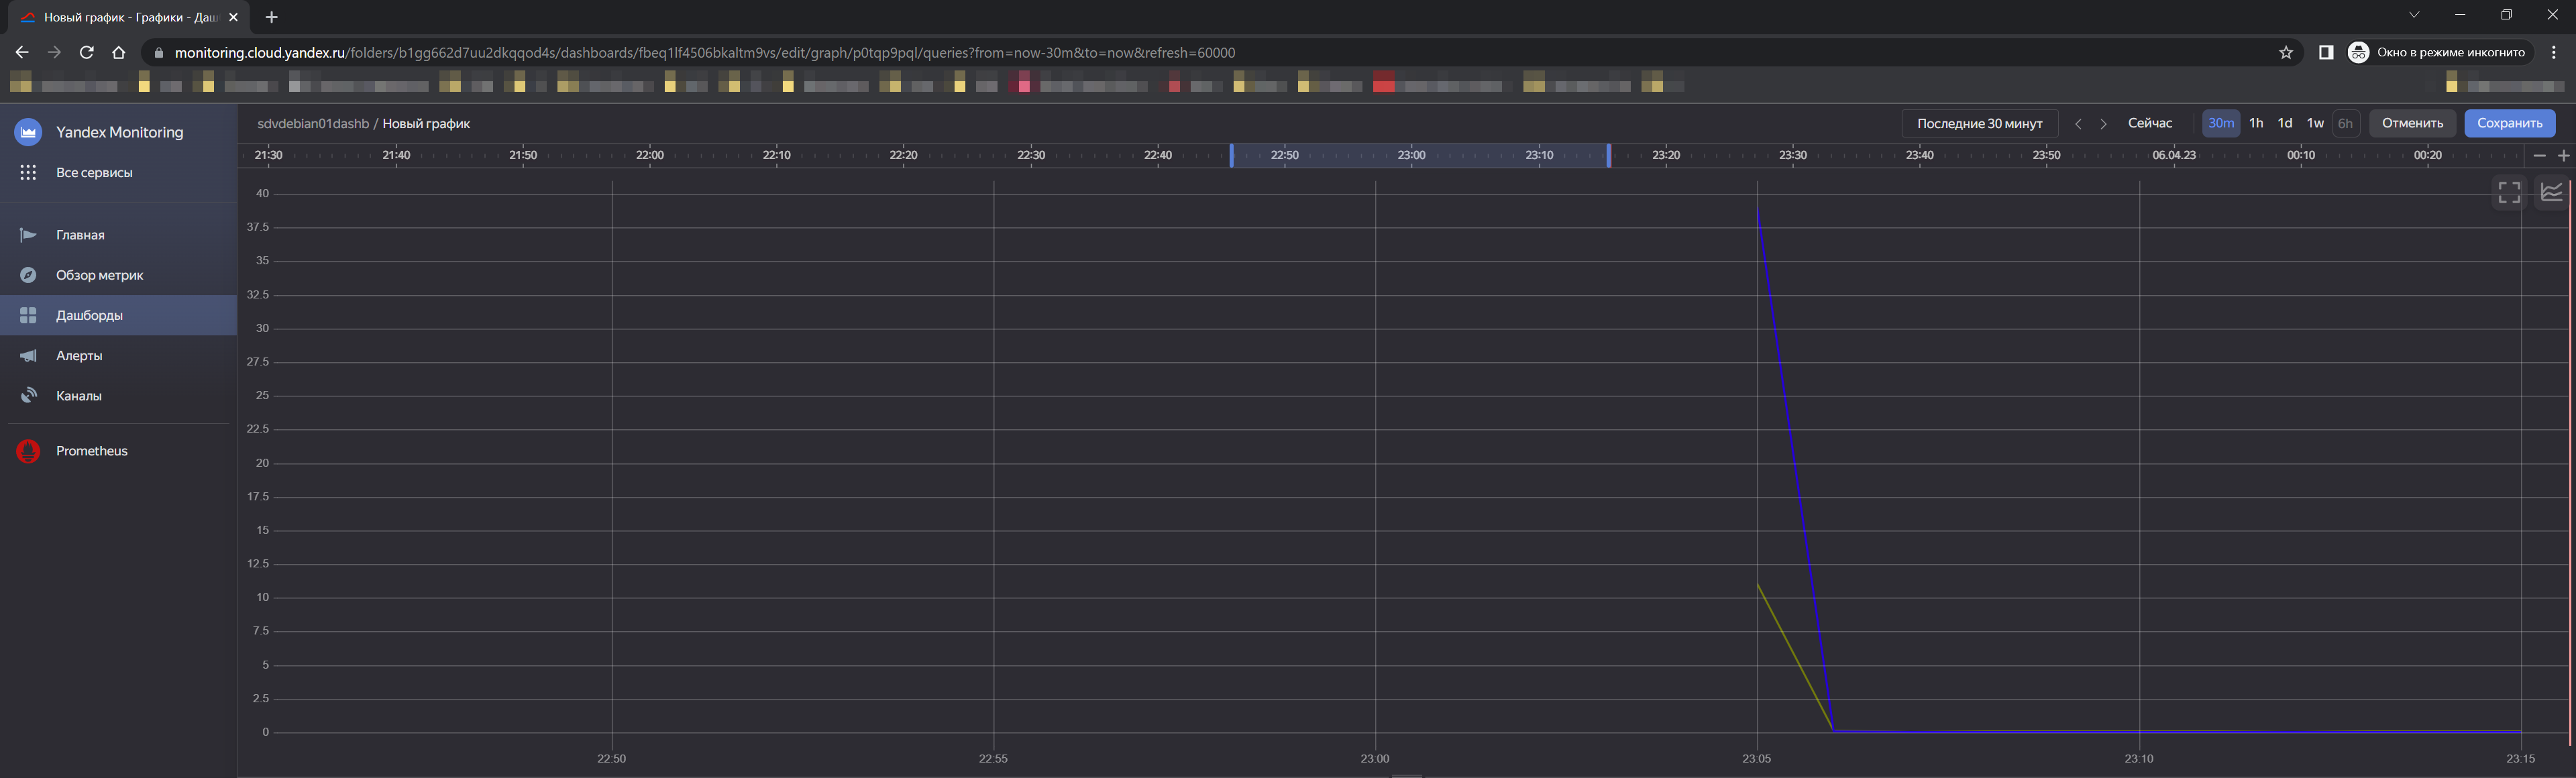 Новый график - Графики - Даш
monitoring.cloud.yandex.ru/folders/b1gg662d7uu2dkqqod4s/dashboards/fbeq1lf4506bkaltm9vs/edit/graph/p0tqp9pql/queries?from=now-30m&to=now&refresh=60000
Окно в режиме инкогнито
Yandex Monitoring
Все сервисы
Главная
Обзор метрик
Дашборды
Алерты
Каналы
Prometheus
sdvdebian01dashb / Новый график
Последние 30 минут
Сейчас
30m 1h 1d 1w 6h
Отменить
Сохранить
21:30 21:40 21:50 22:00 22:10 22:20 22:30 22:40 22:50 23:00 23:10 23:20 23:30 23:40 23:50 06.04.23 00:10 00:20
40
37.5
35
32.5
30
27.5
25
22.5
20
17.5
15
12.5
10
7.5
5
2.5
0
22:50 22:55 23:00 23:05 23:10 23:15